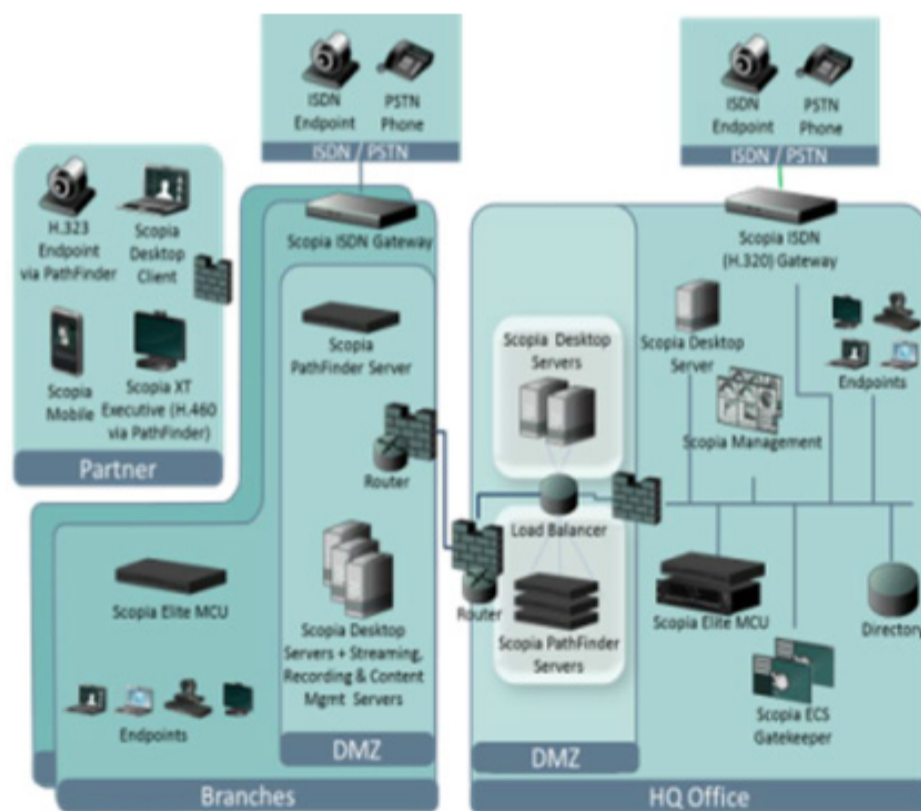 ISDN
Endpoint
PSTN
Phone
ISDN / PSTN
ISDN
Endpoint
PSTN
Phone
ISDN / PSTN
H.323
Endpoint
via PathFinder
Scopia
Desktop
Client
Scopia
Mobile
Scopia XT
Executive (H.460
via PathFinder)
Partner
Scopia ISDN Gateway
Scopia
PathFinder Server
Router
Scopia Desktop
Servers + Streaming,
Recording & Content
Mgmt Servers
DMZ
Scopia Elite MCU
Endpoints
Branches
Router
Scopia Desktop
Servers
Load Balancer
Scopia PathFinder
Servers
DMZ
Scopia ISDN
(H.320) Gateway
Scopia Desktop
Server
Endpoints
Scopia Management
Scopia Elite MCU
Directory
Scopia ECS
Gatekeeper
HQ Office